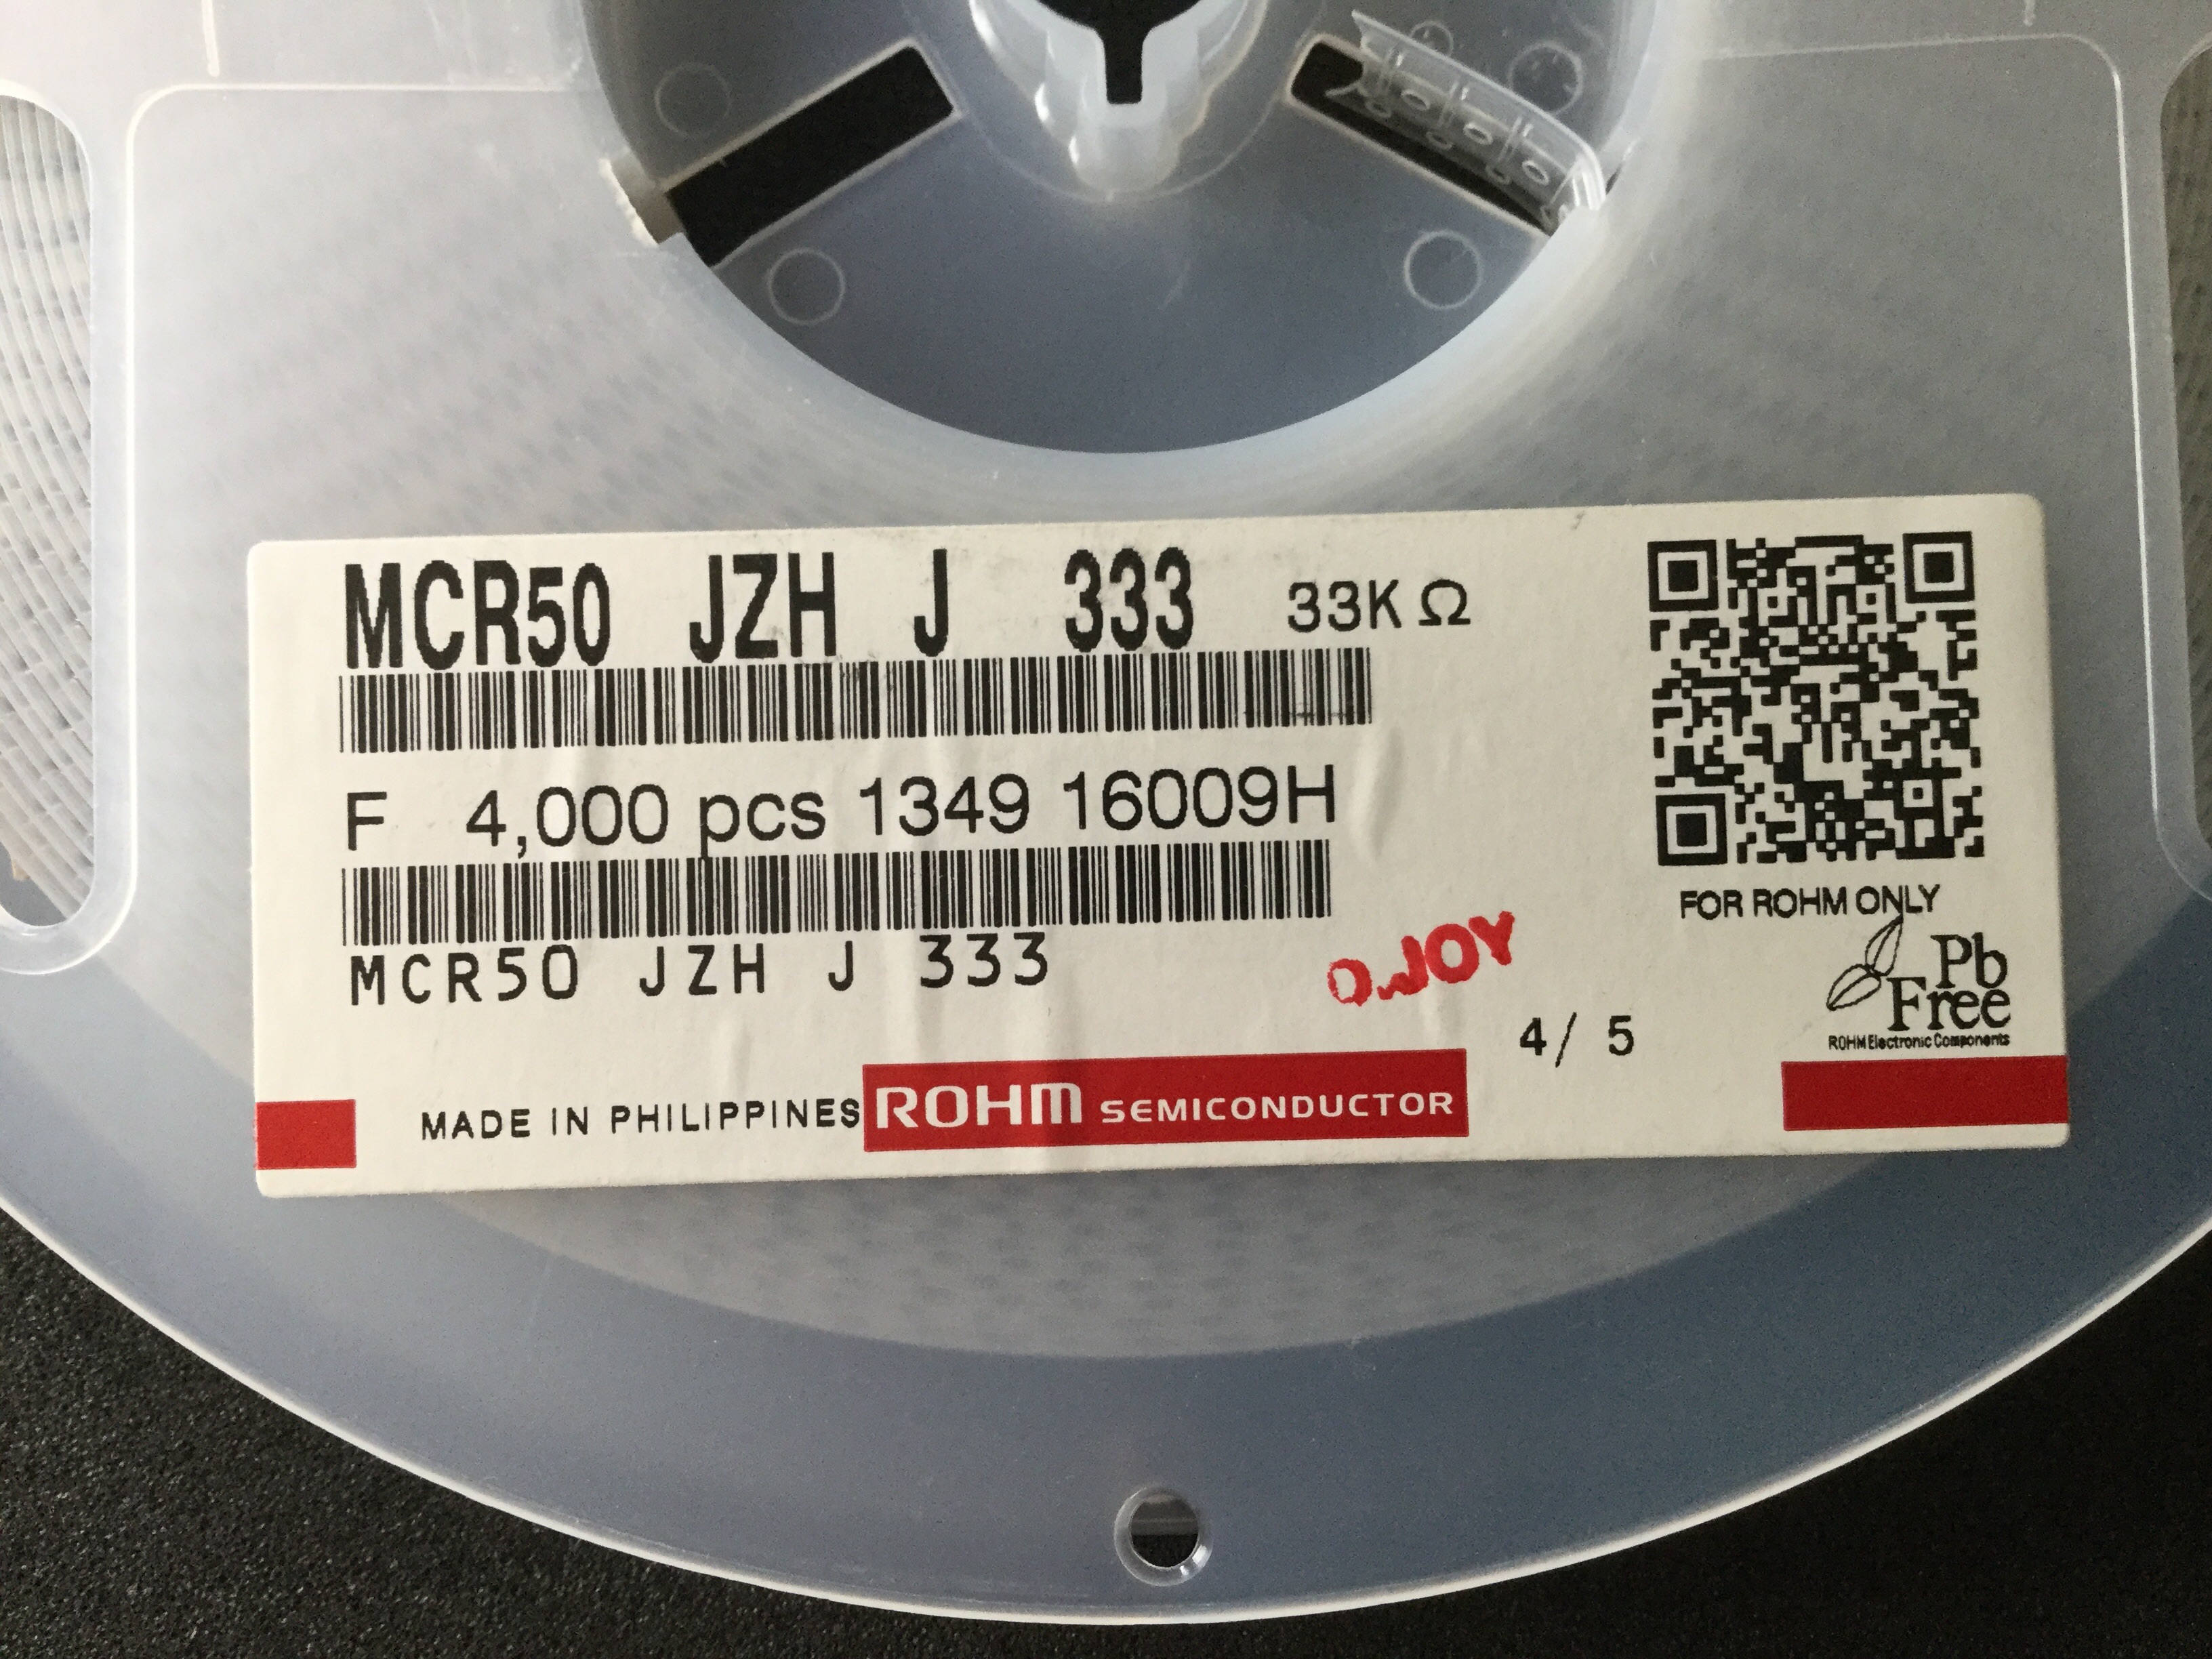 MCR50 JZH J 333 33KΩ
F 4,000 pcs 1349 16009H
MCR50 JZH J 333
FOR ROHM ONLY
O.JOY
Pb
Free
ROHM Electronic Components
4/ 5
MADE IN PHILIPPINES ROHM SEMICONDUCTOR